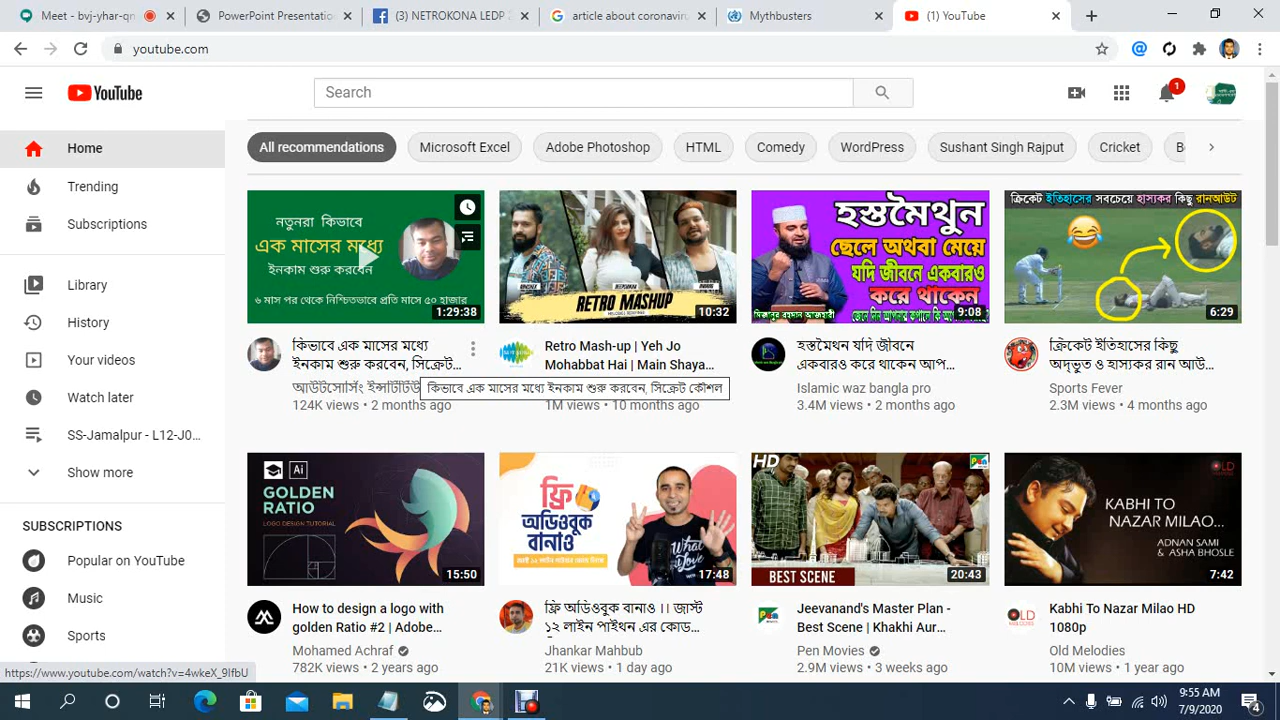 Meet - bvj-yhar-qn
PowerPoint Presentatio
(3) NETROKONA LEDP
article about coronaviru
Mythbusters
(1) YouTube
youtube.com
YouTube
Search
1
Home
Trending
Subscriptions
Library
History
Your videos
Watch later
SS-Jamalpur - L12-J0...
Show more
SUBSCRIPTIONS
Popular on YouTube
Music
Sports
All recommendations
Microsoft Excel
Adobe Photoshop
HTML
Comedy
WordPress
Sushant Singh Rajput
Cricket
B
নতুনরা কিভাবে
এক মাসের মধ্যে
ইনকাম শুরু করবেন
৬ মাস পর থেকে নিশ্চিতভাবে প্রতি মাসে ৫০ হাজার
1:29:38
কিভাবে এক মাসের মধ্যে
ইনকাম শুরু করবেন, সিক্রেট...
আউটসোর্সিং ইন্সটিটিউ
কিভাবে এক মাসের মধ্যে ইনকাম শুরু করবেন, সিক্রেট কৌশল
124K views • 2 months ago
RETRO MASHUP
10:32
Retro Mash-up | Yeh Jo
Mohabbat Hai | Main Shaya...
1M views • 10 months ago
হস্তমৈথুন
ছেলে অথবা মেয়ে
যদি জীবনে একবারও
করে থাকেন
মিজানুর রহমান আজহারী
9:08
হস্তমৈথুন যদি জীবনে
একবারও করে থাকেন আপ...
Islamic waz bangla pro
3.4M views • 2 months ago
ক্রিকেট ইতিহাসের সবচেয়ে হাস্যকর কিছু রানআউট
6:29
ক্রিকেট ইতিহাসের কিছু
অদ্ভুত ও হাস্যকর রান আউ...
Sports Fever
2.3M views • 4 months ago
Ai
GOLDEN
RATIO
LOGO DESIGN TUTORIAL
15:50
How to design a logo with
golden Ratio #2 | Adobe...
Mohamed Achraf
782K views • 2 years ago
ফ্রি
অডিওবুক
বানাও
WHAT
LOVE
17:48
ফ্রি অডিওবুক বানাও ।। জাস্ট
১২ লাইন পাইথন এর কোড...
Jhankar Mahbub
21K views • 1 day ago
HD
BEST SCENE
20:43
Jeevanand's Master Plan -
Best Scene | Khakhi Aur...
Pen Movies
2.9M views • 3 weeks ago
OLD
KABHI TO
NAZAR MILAO...
ADNAN SAMI
& ASHA BHOSLE
7:42
Kabhi To Nazar Milao HD
1080p
Old Melodies
10M views • 1 year ago
https://www.youtube.com/watch?v=4wkeX_9IfbU
9:55 AM
7/9/2020
4